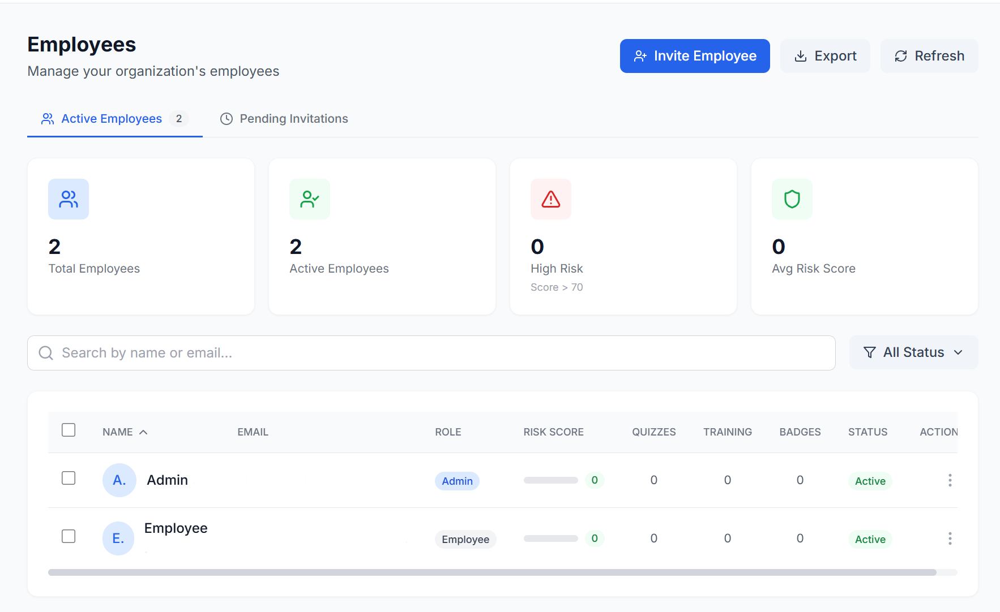 Employees
Manage your organization's employees
Invite Employee
Export
Refresh
Active Employees 2
Pending Invitations
2
Total Employees
2
Active Employees
0
High Risk
Score > 70
0
Avg Risk Score
Search by name or email...
All Status
NAME EMAIL ROLE RISK SCORE QUIZZES TRAINING BADGES STATUS ACTION
A. Admin Admin 0 0 0 0 Active
E. Employee Employee 0 0 0 0 Active